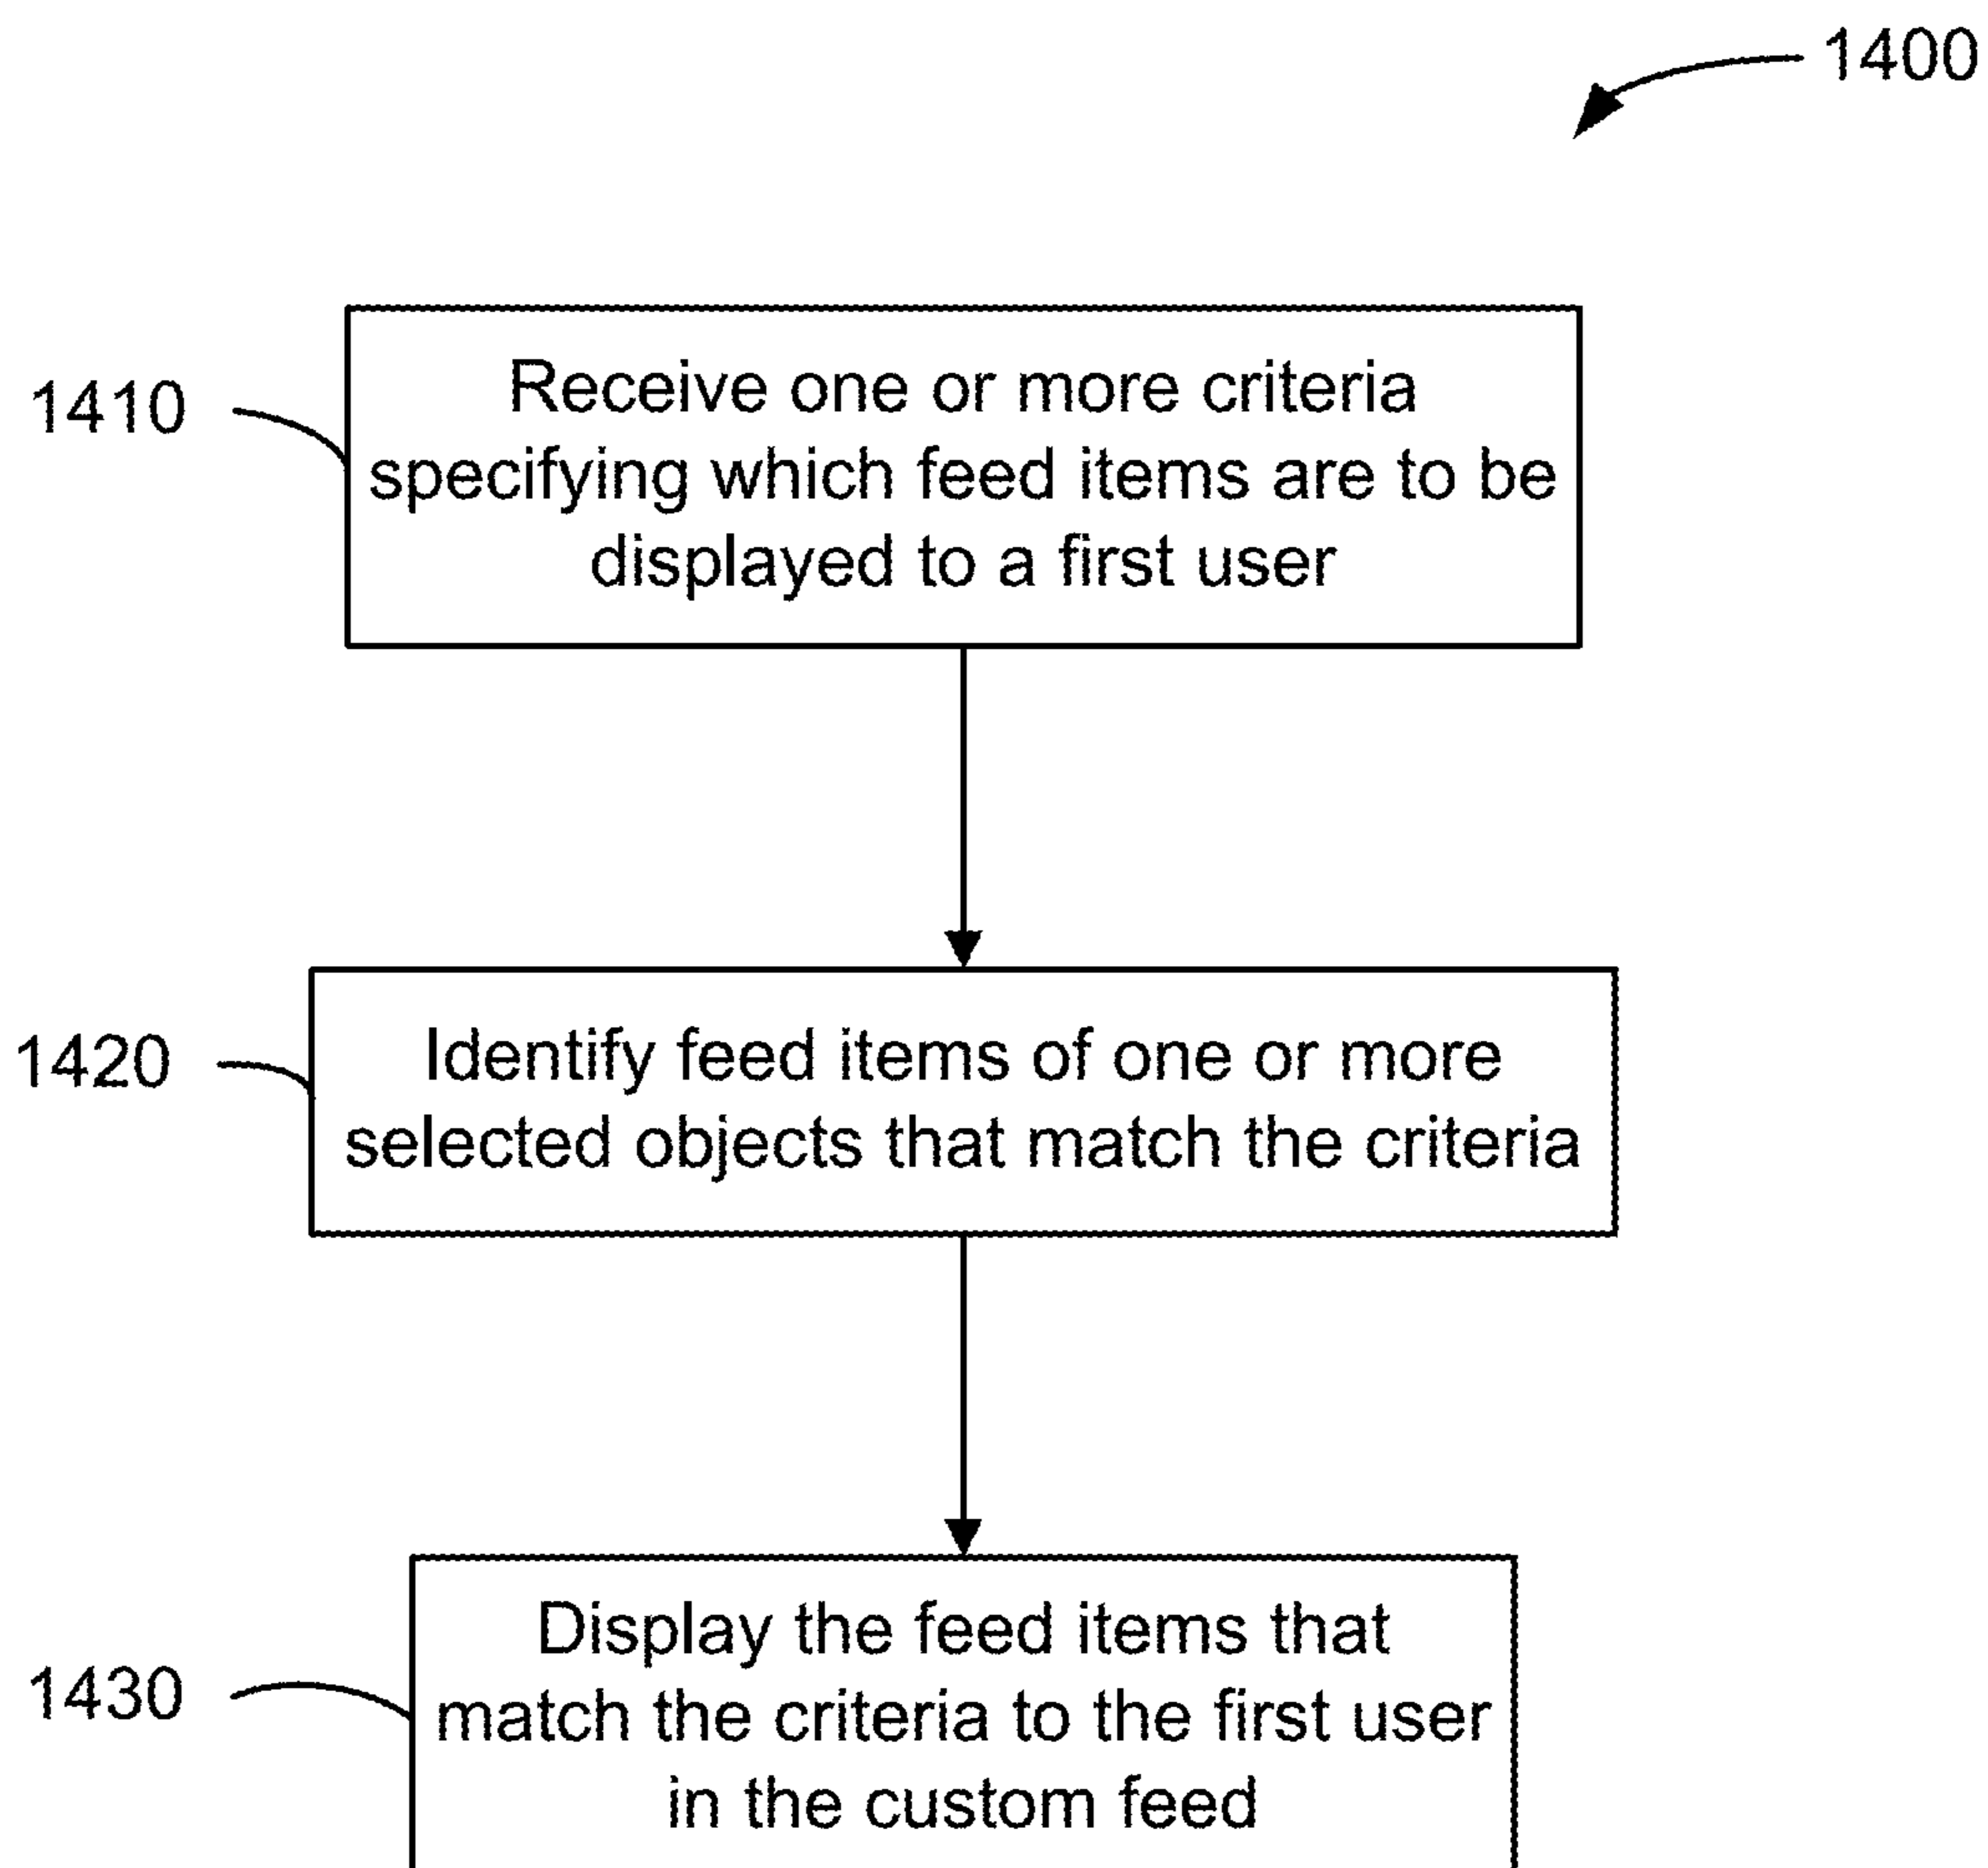 1400
1410
Receive one or more criteria
specifying which feed items are to be
displayed to a first user
1420
Identify feed items of one or more
selected objects that match the criteria
1430
Display the feed items that
match the criteria to the first user
in the custom feed